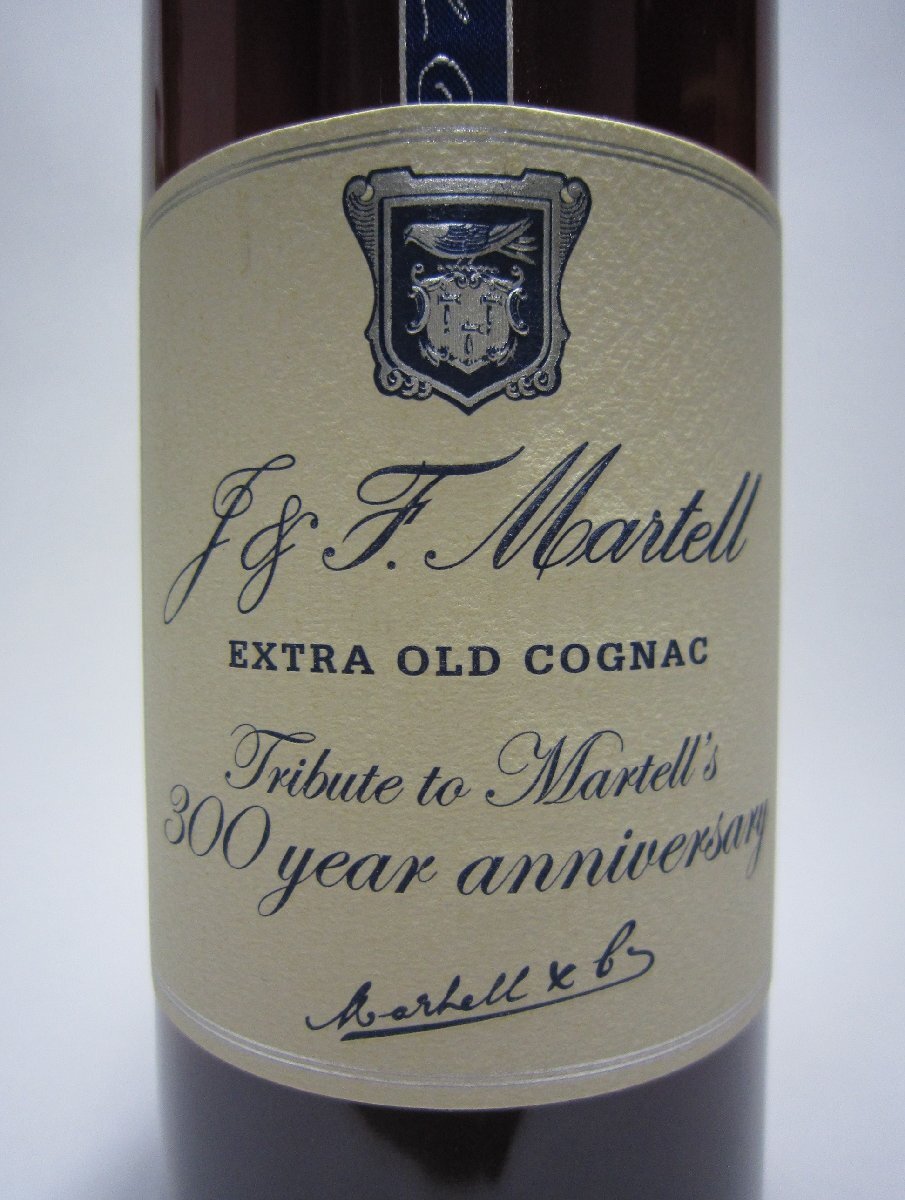 J & F. Martell
EXTRA OLD COGNAC
Tribute to Martell's
300 year anniversary
Martell & Co